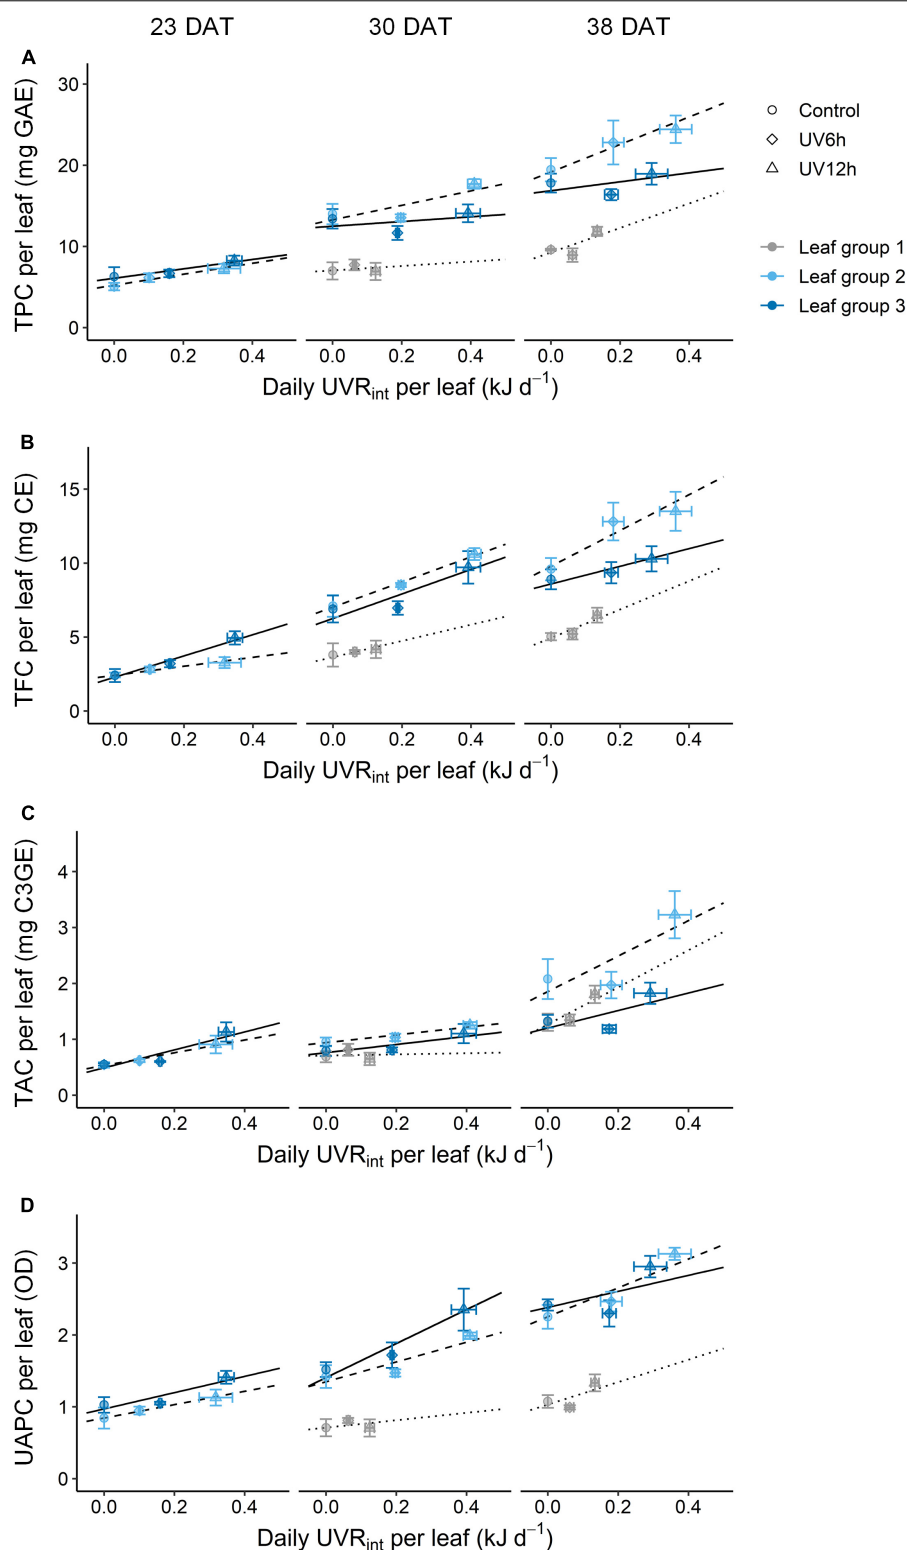 23 DAT 30 DAT 38 DAT
A
TPC per leaf (mg GAE)
30
20
10
0
0.0 0.2 0.4 0.0 0.2 0.4 0.0 0.2 0.4
Daily UVRint per leaf (kJ d−1)
Control
UV6h
UV12h
Leaf group 1
Leaf group 2
Leaf group 3
B
TFC per leaf (mg CE)
15
10
5
0
0.0 0.2 0.4 0.0 0.2 0.4 0.0 0.2 0.4
Daily UVRint per leaf (kJ d−1)
C
TAC per leaf (mg C3GE)
4
3
2
1
0
0.0 0.2 0.4 0.0 0.2 0.4 0.0 0.2 0.4
Daily UVRint per leaf (kJ d−1)
D
UAPC per leaf (OD)
3
2
1
0
0.0 0.2 0.4 0.0 0.2 0.4 0.0 0.2 0.4
Daily UVRint per leaf (kJ d−1)